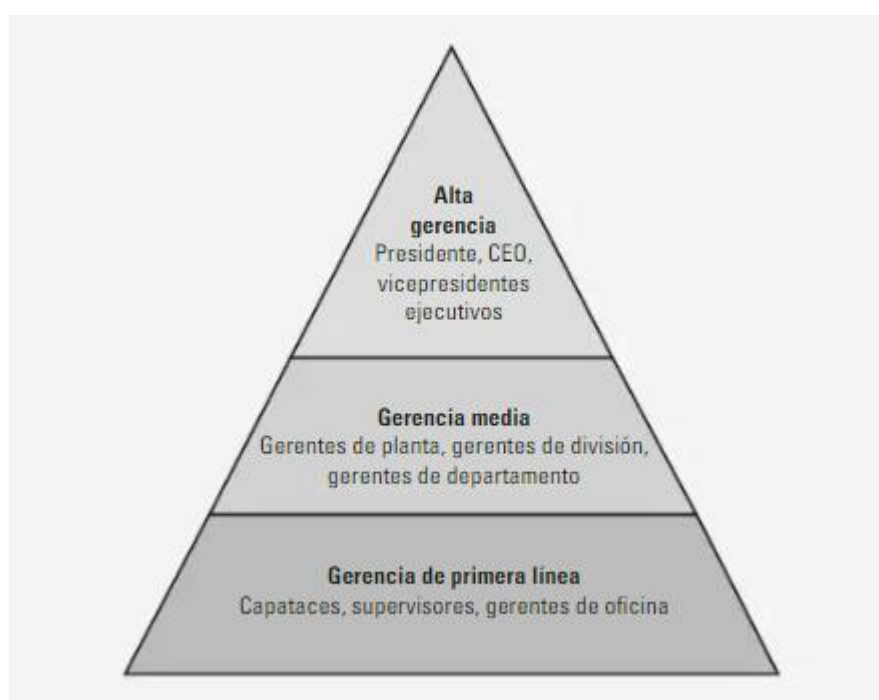 Alta
gerencia
Presidente, CEO,
vicepresidentes
ejecutivos
Gerencia media
Gerentes de planta, gerentes de división,
gerentes de departamento
Gerencia de primera línea
Capataces, supervisores, gerentes de oficina